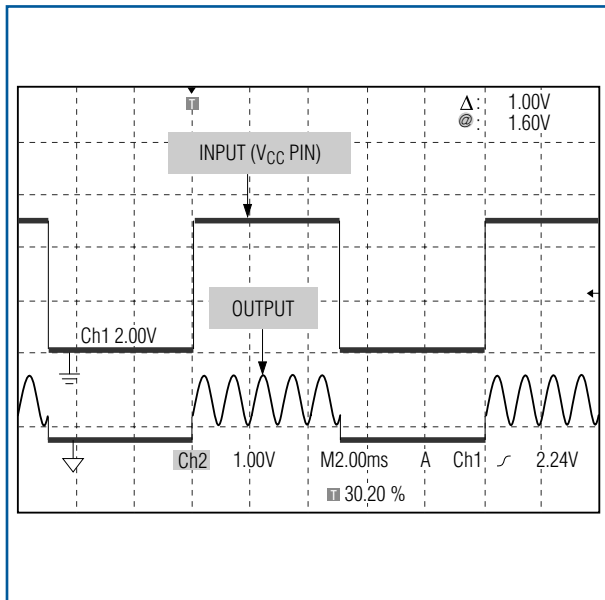 Δ: 1.00V
@: 1.60V
T
INPUT (VCC PIN)
OUTPUT
Ch1 2.00V
Ch2 1.00V M2.00ms A Ch1 2.24V
T 30.20 %